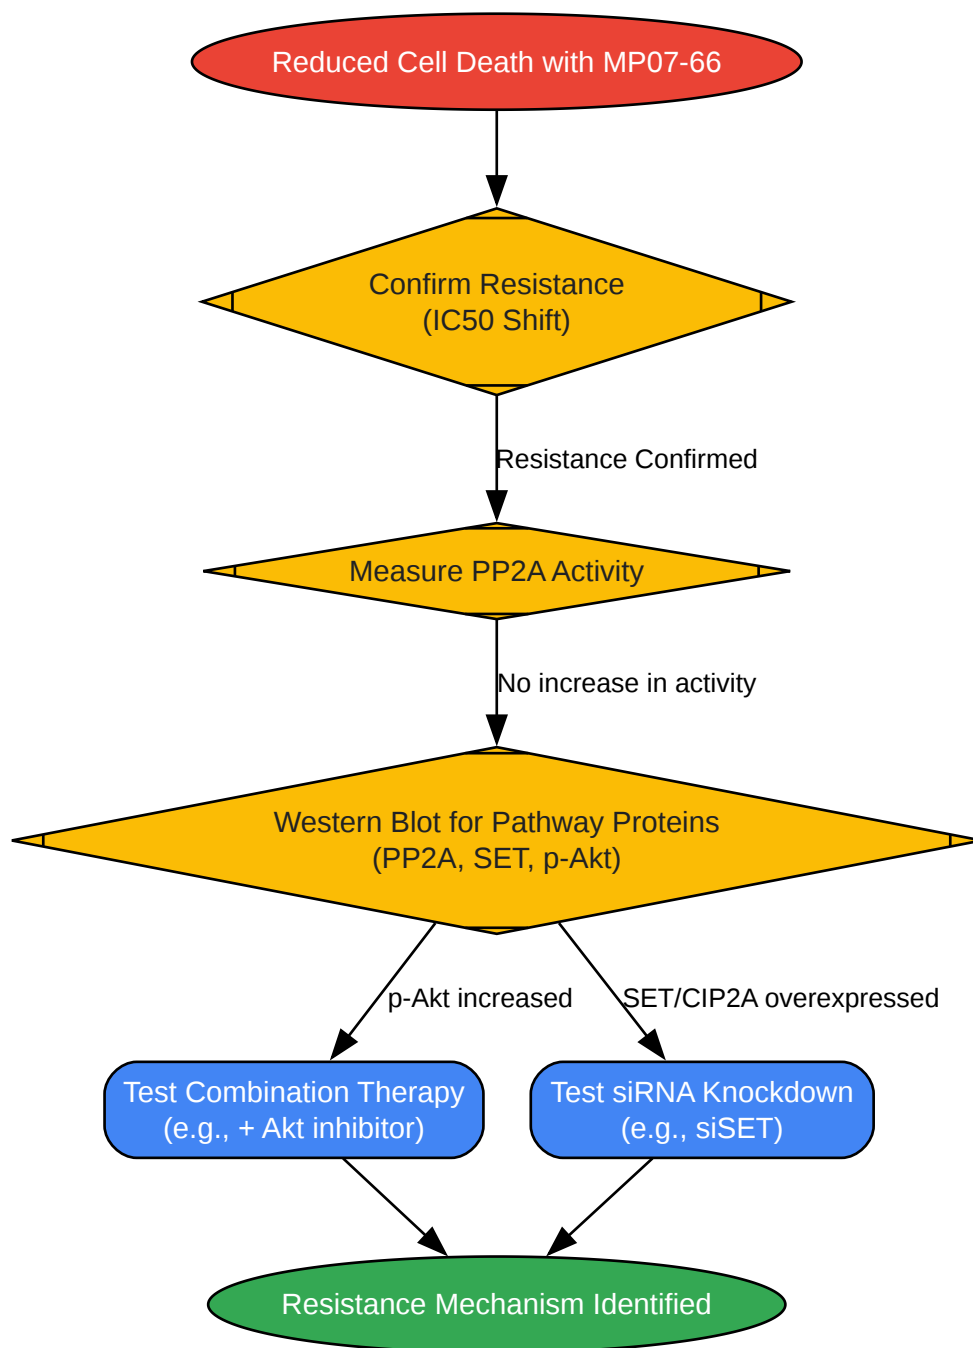 Reduced Cell Death with MP07-66
Confirm Resistance
(IC50 Shift)
Resistance Confirmed
Measure PP2A Activity
No increase in activity
Western Blot for Pathway Proteins
(PP2A, SET, p-Akt)
p-Akt increased
SET/CIP2A overexpressed
Test Combination Therapy
(e.g., + Akt inhibitor)
Test siRNA Knockdown
(e.g., siSET)
Resistance Mechanism Identified